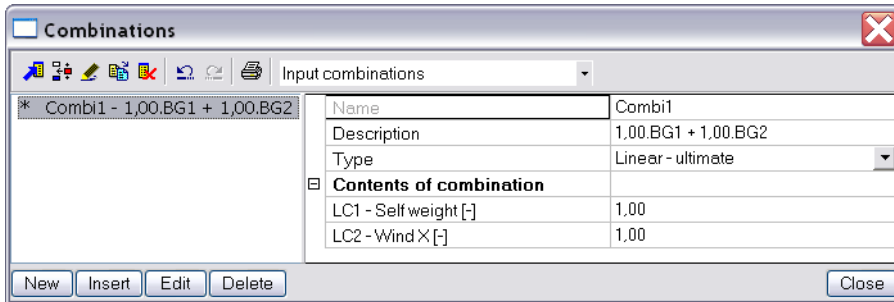 Combinations
Input combinations
* Combi1 - 1,00.BG1 + 1,00.BG2
Name Combi1
Description 1,00.BG1 + 1,00.BG2
Type Linear - ultimate
Contents of combination
LC1 - Self weight [-] 1,00
LC2 - Wind X [-] 1,00
New Insert Edit Delete Close